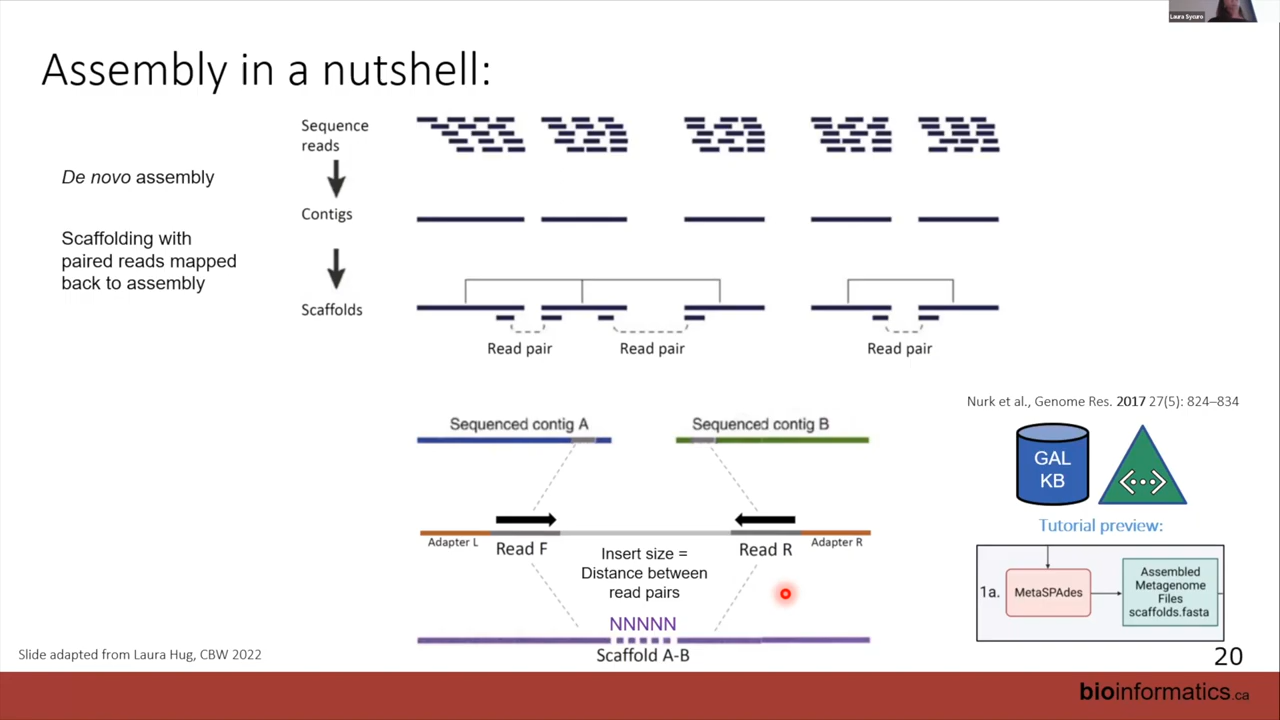 Laura Sycuro
Assembly in a nutshell:
Sequence
reads
De novo assembly
Contigs
Scaffolding with
paired reads mapped
back to assembly
Scaffolds
Read pair
Read pair
Read pair
Nurk et al., Genome Res. 2017 27(5): 824–834
Sequenced contig A
Sequenced contig B
GAL
KB
<··>
Tutorial preview:
Adapter L
Read F
Insert size =
Distance between
read pairs
Read R
Adapter R
1a.
MetaSPAdes
Assembled
Metagenome
Files
scaffolds.fasta
NNNNN
Scaffold A-B
Slide adapted from Laura Hug, CBW 2022
20
bioinformatics.ca